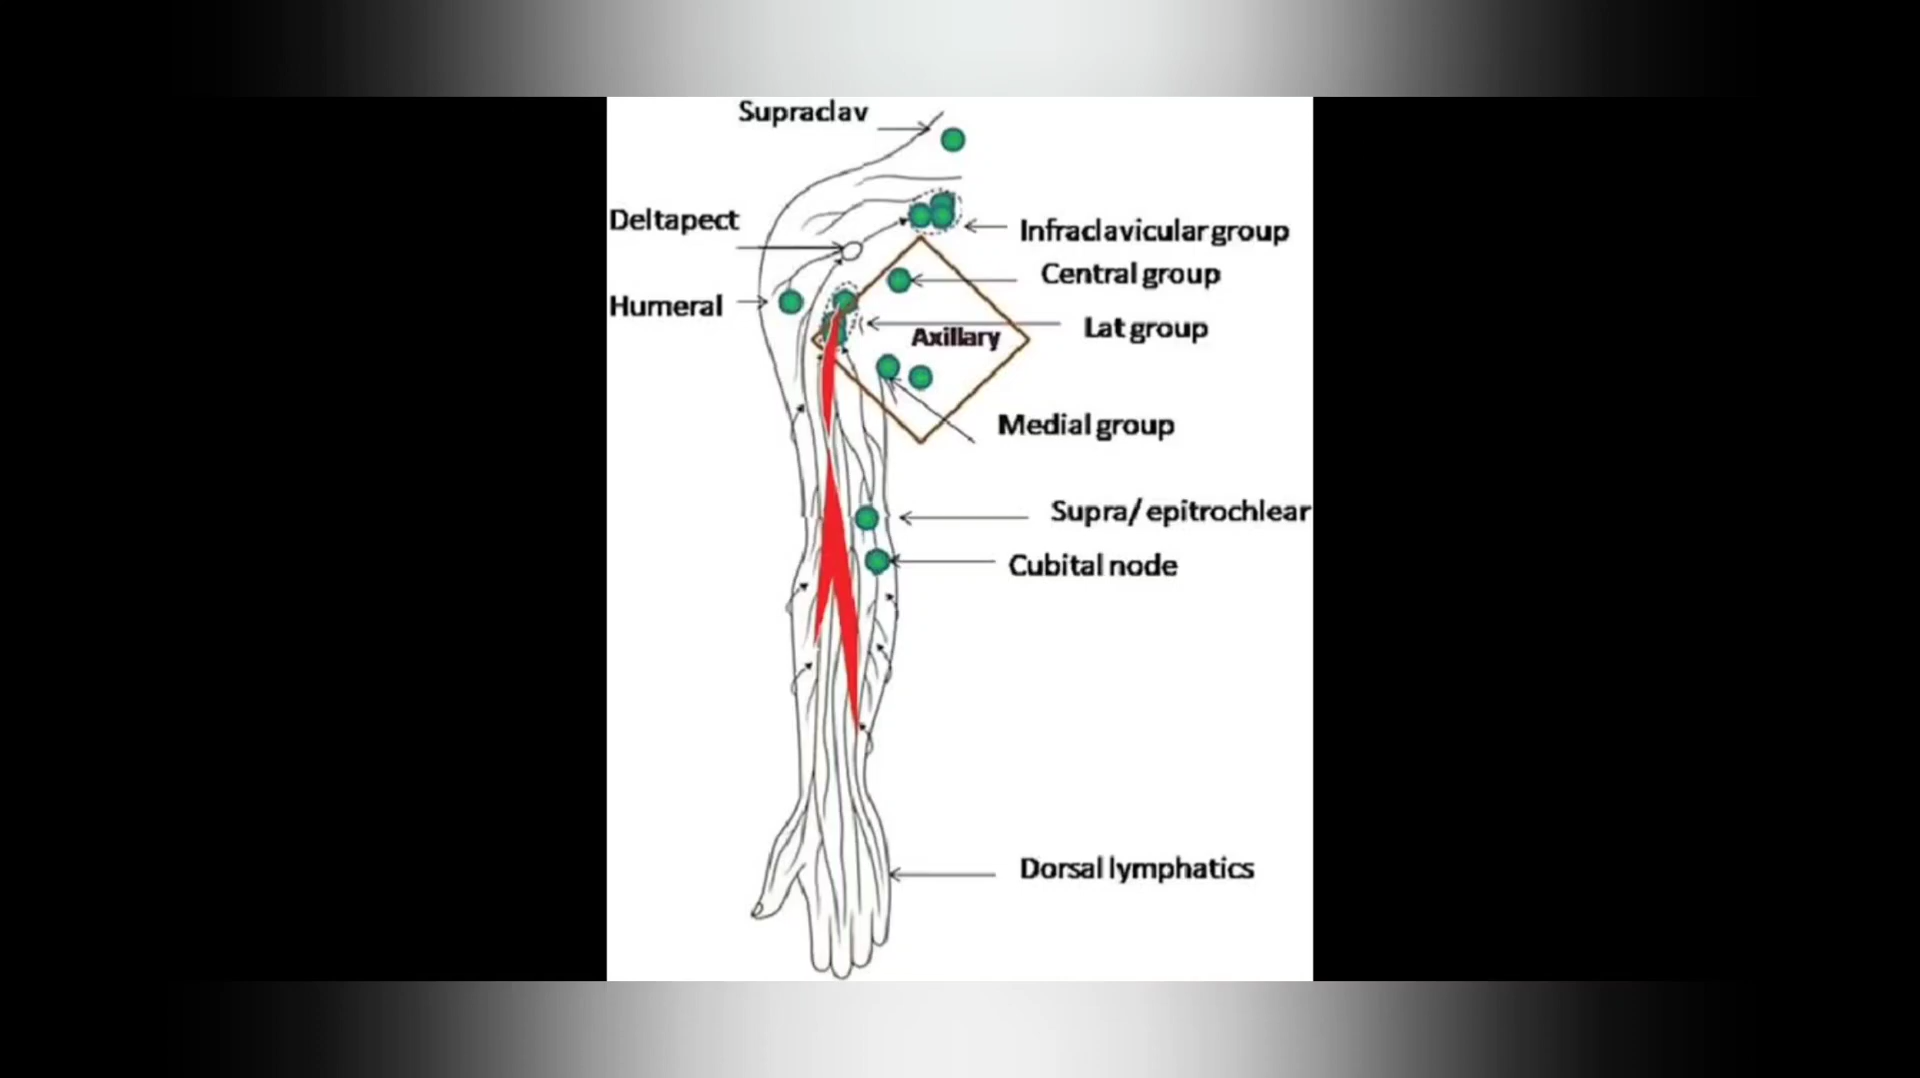 Supraclav
Deltapect
Infraclavicular group
Central group
Humeral
Lat group
Axillary
Medial group
Supra/ epitrochlear
Cubital node
Dorsal lymphatics